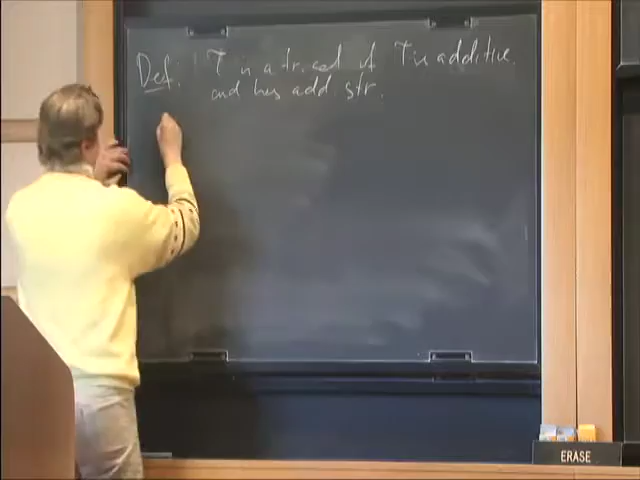 Def: T is a tr. cat if T is additive.
and has add str.
ERASE